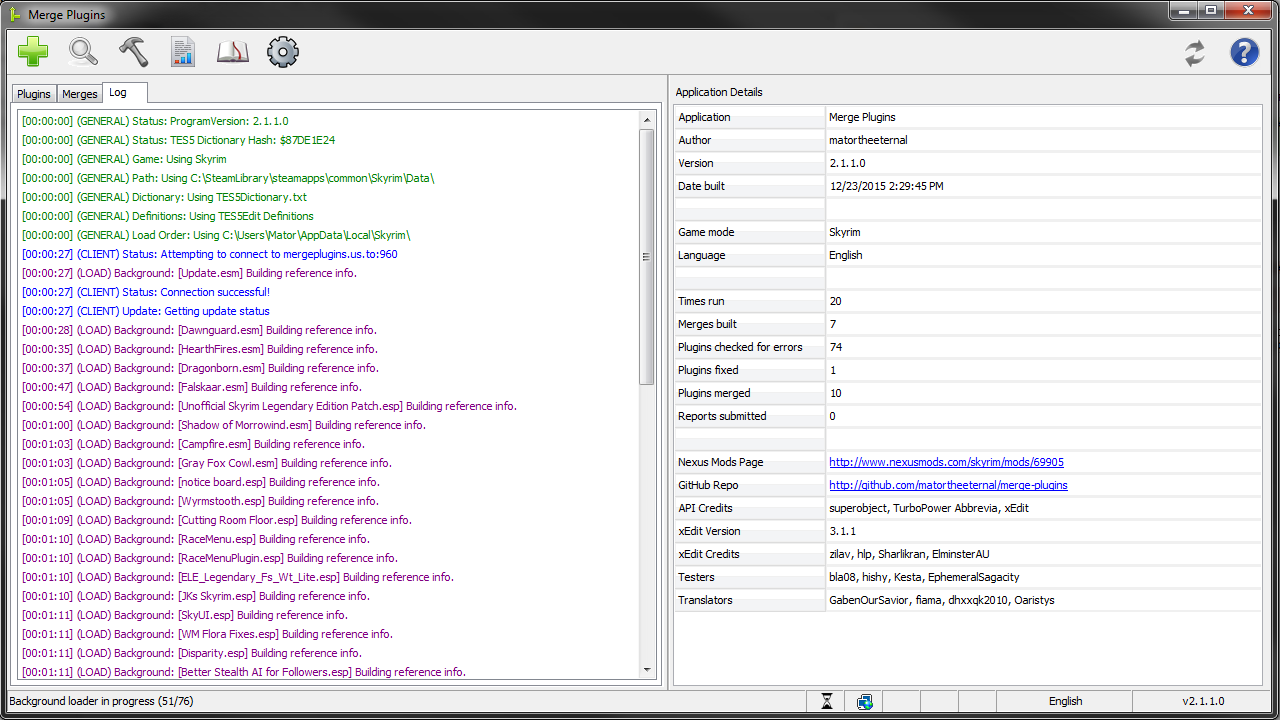 Merge Plugins
Plugins
Merges
Log
[00:00:00] (GENERAL) Status: ProgramVersion: 2.1.1.0
[00:00:00] (GENERAL) Status: TES5 Dictionary Hash: $87DE1E24
[00:00:00] (GENERAL) Game: Using Skyrim
[00:00:00] (GENERAL) Path: Using C:\SteamLibrary\steamapps\common\Skyrim\Data\
[00:00:00] (GENERAL) Dictionary: Using TES5Dictionary.txt
[00:00:00] (GENERAL) Definitions: Using TES5Edit Definitions
[00:00:00] (GENERAL) Load Order: Using C:\Users\Mator\AppData\Local\Skyrim\
[00:00:27] (CLIENT) Status: Attempting to connect to mergeplugins.us.to:960
[00:00:27] (LOAD) Background: [Update.esm] Building reference info.
[00:00:27] (CLIENT) Status: Connection successful!
[00:00:27] (CLIENT) Update: Getting update status
[00:00:28] (LOAD) Background: [Dawnguard.esm] Building reference info.
[00:00:35] (LOAD) Background: [HearthFires.esm] Building reference info.
[00:00:37] (LOAD) Background: [Dragonborn.esm] Building reference info.
[00:00:47] (LOAD) Background: [Falskaar.esm] Building reference info.
[00:00:54] (LOAD) Background: [Unofficial Skyrim Legendary Edition Patch.esp] Building reference info.
[00:01:00] (LOAD) Background: [Shadow of Morrowind.esm] Building reference info.
[00:01:03] (LOAD) Background: [Campfire.esm] Building reference info.
[00:01:03] (LOAD) Background: [Gray Fox Cowl.esm] Building reference info.
[00:01:05] (LOAD) Background: [notice board.esm] Building reference info.
[00:01:05] (LOAD) Background: [Wyrmstooth.esp] Building reference info.
[00:01:09] (LOAD) Background: [Cutting Room Floor.esp] Building reference info.
[00:01:10] (LOAD) Background: [RaceMenu.esp] Building reference info.
[00:01:10] (LOAD) Background: [RaceMenuPlugin.esp] Building reference info.
[00:01:10] (LOAD) Background: [ELE_Legendary_Fs_Wt_Lite.esp] Building reference info.
[00:01:10] (LOAD) Background: [JKs Skyrim.esp] Building reference info.
[00:01:11] (LOAD) Background: [SkyUI.esp] Building reference info.
[00:01:11] (LOAD) Background: [WM Flora Fixes.esp] Building reference info.
[00:01:11] (LOAD) Background: [Disparity.esp] Building reference info.
[00:01:11] (LOAD) Background: [Better Stealth AI for Followers.esp] Building reference info.
Application Details
Application Merge Plugins
Author matortheeternal
Version 2.1.1.0
Date built 12/23/2015 2:29:45 PM
Game mode Skyrim
Language English
Times run 20
Merges built 7
Plugins checked for errors 74
Plugins fixed 1
Plugins merged 10
Reports submitted 0
Nexus Mods Page http://www.nexusmods.com/skyrim/mods/69905
GitHub Repo http://github.com/matortheeternal/merge-plugins
API Credits superobject, TurboPower Abbrevia, xEdit
xEdit Version 3.1.1
xEdit Credits zilav, hlp, Sharlikran, ElminsterAU
Testers bla08, hishy, Kesta, EphemeralSagacity
Translators GabenOurSavior, fiama, dhxxqk2010, Oaristys
Background loader in progress (51/76)
English
v2.1.1.0